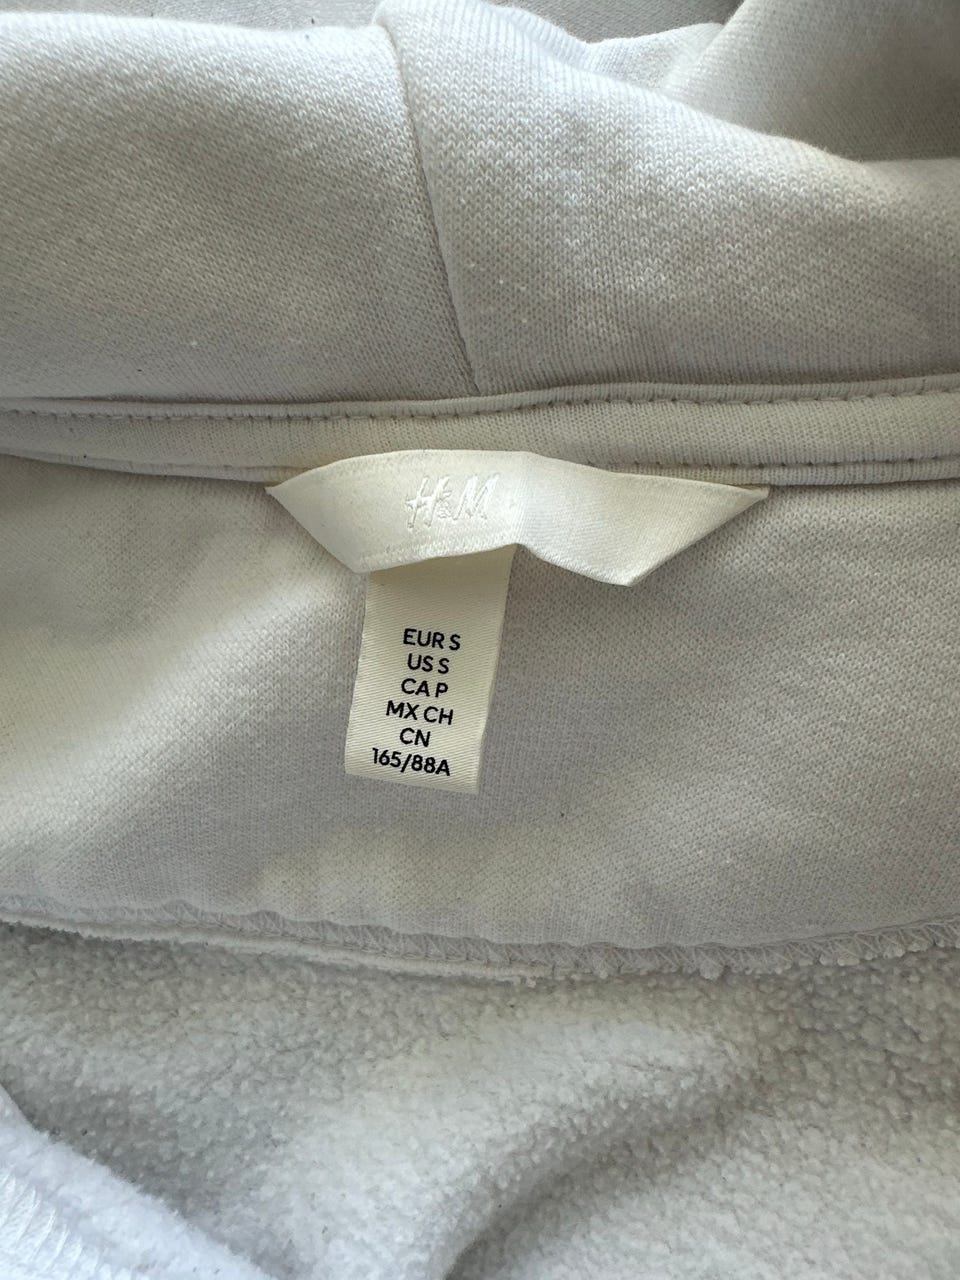 H&M
EUR S
US S
CA P
MX CH
CN
165/88A